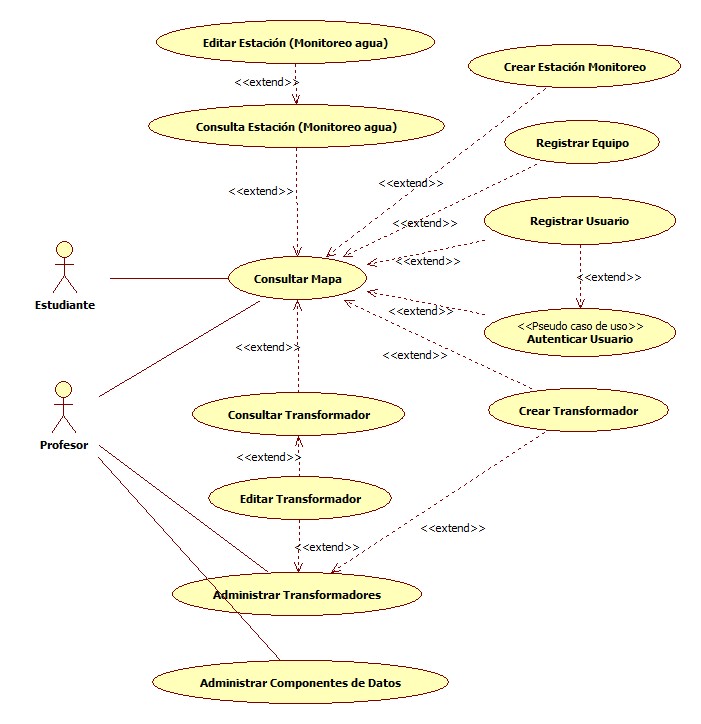 Editar Estación (Monitoreo agua)
<<extend>>
Crear Estación Monitoreo
Consulta Estación (Monitoreo agua)
Registrar Equipo
<<extend>>
<<extend>>
<<extend>>
Registrar Usuario
<<extend>>
<<extend>>
Estudiante
Consultar Mapa
<<extend>>
<<Pseudo caso de uso>>
Autenticar Usuario
<<extend>>
<<extend>>
Profesor
Consultar Transformador
Crear Transformador
<<extend>>
Editar Transformador
<<extend>>
<<extend>>
Administrar Transformadores
Administrar Componentes de Datos